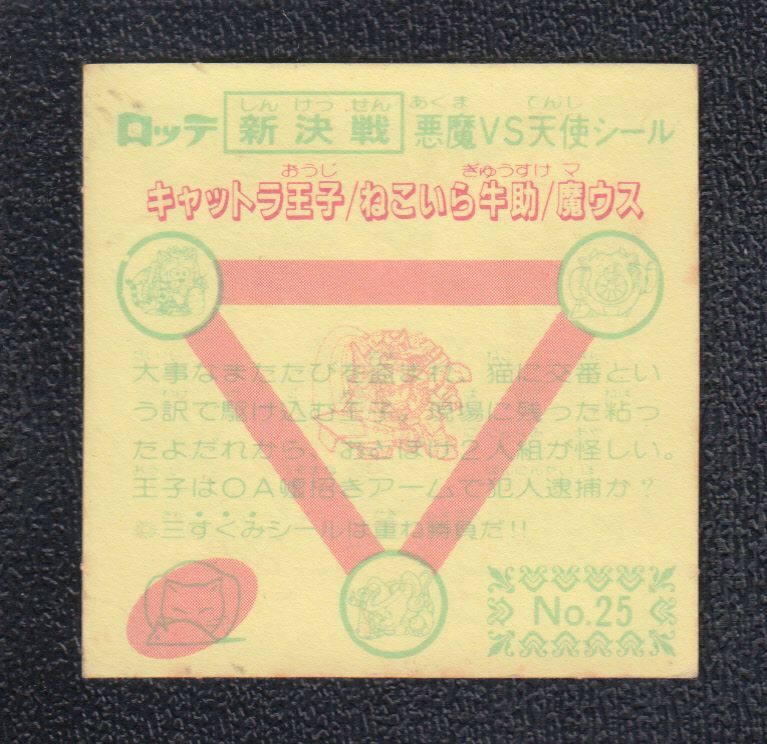 しん けっ せん あくま てんし
ロッテ 新決戦 悪魔VS天使シール
おうじ ぎゅうすけ マ
キャットラ王子/ねこいら牛助/魔ウス
大事なまたたびを盗まれ、猫に交番とい
う訳で駆け込む王子。現場に残った粘っ
たよだれから、おとぼけ2人組が怪しい。
王子はOA嘘招きアームで犯人逮捕か?
三すくみシールは重ね勝負だ!!
No.25